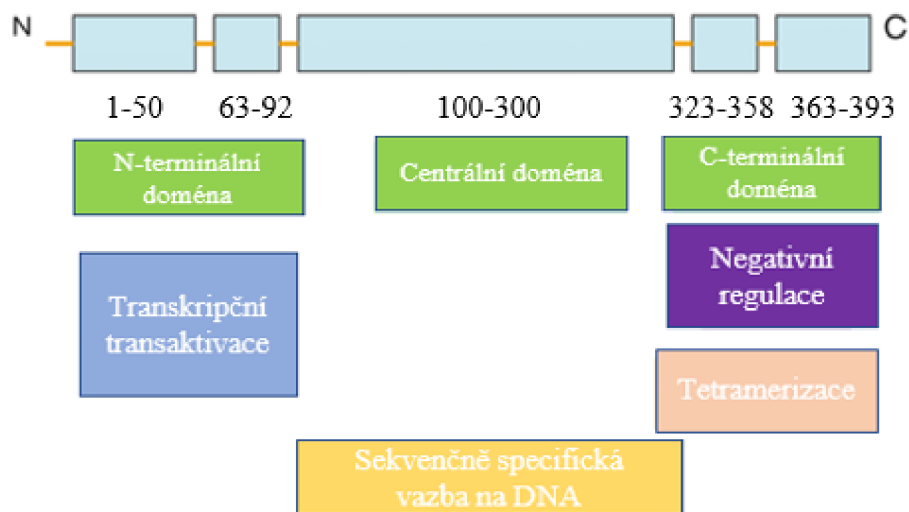 N C
1-50 63-92 100-300 323-358 363-393
N-terminální
doména
Centrální doména
C-terminální
doména
Negativní
regulace
Transkripční
transaktivace
Tetramerizace
Sekvenčně specifická
vazba na DNA